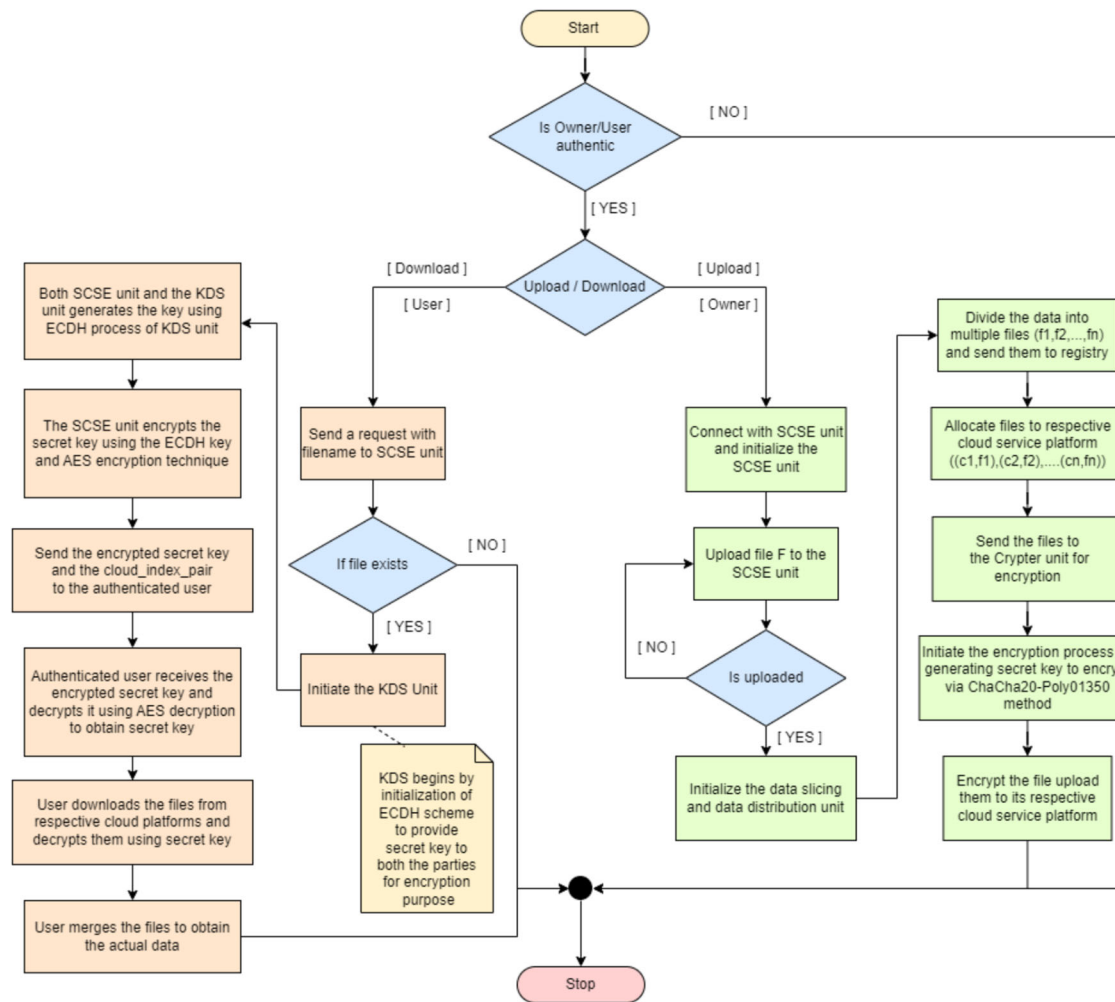 Start
Is Owner/User
authentic
[ NO ]
[ YES ]
Upload / Download
[ Download ]
[ User ]
[ Upload ]
[ Owner ]
Both SCSE unit and the KDS
unit generates the key using
ECDH process of KDS unit
The SCSE unit encrypts the
secret key using the ECDH key
and AES encryption technique
Send the encrypted secret key
and the cloud_index_pair
to the authenticated user
Authenticated user receives the
encrypted secret key and
decrypts it using AES decryption
to obtain secret key
User downloads the files from
respective cloud platforms and
decrypts them using secret key
User merges the files to obtain
the actual data
Send a request with
filename to SCSE unit
If file exists
[ NO ]
[ YES ]
Initiate the KDS Unit
KDS begins by
initialization of
ECDH scheme
to provide
secret key to
both the parties
for encryption
purpose
Connect with SCSE unit
and initialize the
SCSE unit
Upload file F to the
SCSE unit
[ NO ]
Is uploaded
[ YES ]
Initialize the data slicing
and data distribution unit
Divide the data into
multiple files (f1,f2,...,fn)
and send them to registry
Allocate files to respective
cloud service platform
((c1,f1),(c2,f2),....(cn,fn))
Send the files to
the Crypter unit for
encryption
Initiate the encryption process
generating secret key to encry
via ChaCha20-Poly01350
method
Encrypt the file upload
them to its respective
cloud service platform
Stop